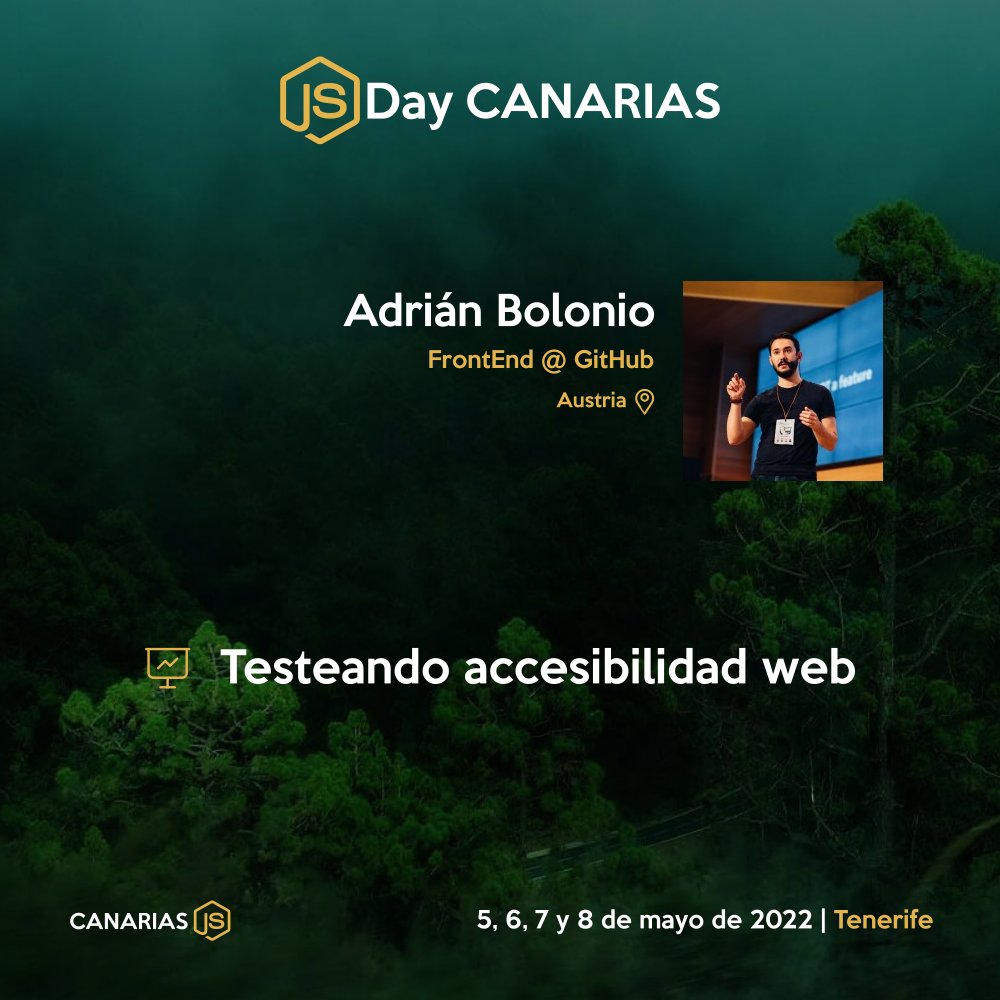 JS Day CANARIAS
Adrián Bolonio
FrontEnd @ GitHub
Austria
a feature
Testeando accesibilidad web
CANARIAS JS
5, 6, 7 y 8 de mayo de 2022 | Tenerife